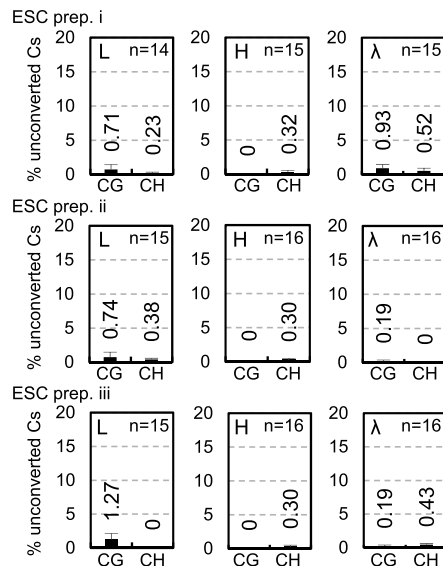 ESC prep. i
% unconverted Cs
20
15
10
5
0
L n=14
0.71
0.23
CG CH
20
15
10
5
0
H n=15
0
0.32
CG CH
20
15
10
5
0
λ n=15
0.93
0.52
CG CH
ESC prep. ii
% unconverted Cs
20
15
10
5
0
L n=15
0.74
0.38
CG CH
20
15
10
5
0
H n=16
0
0.30
CG CH
20
15
10
5
0
λ n=16
0.19
0
CG CH
ESC prep. iii
% unconverted Cs
20
15
10
5
0
L n=15
1.27
0
CG CH
20
15
10
5
0
H n=16
0
0.30
CG CH
20
15
10
5
0
λ n=16
0.19
0.43
CG CH